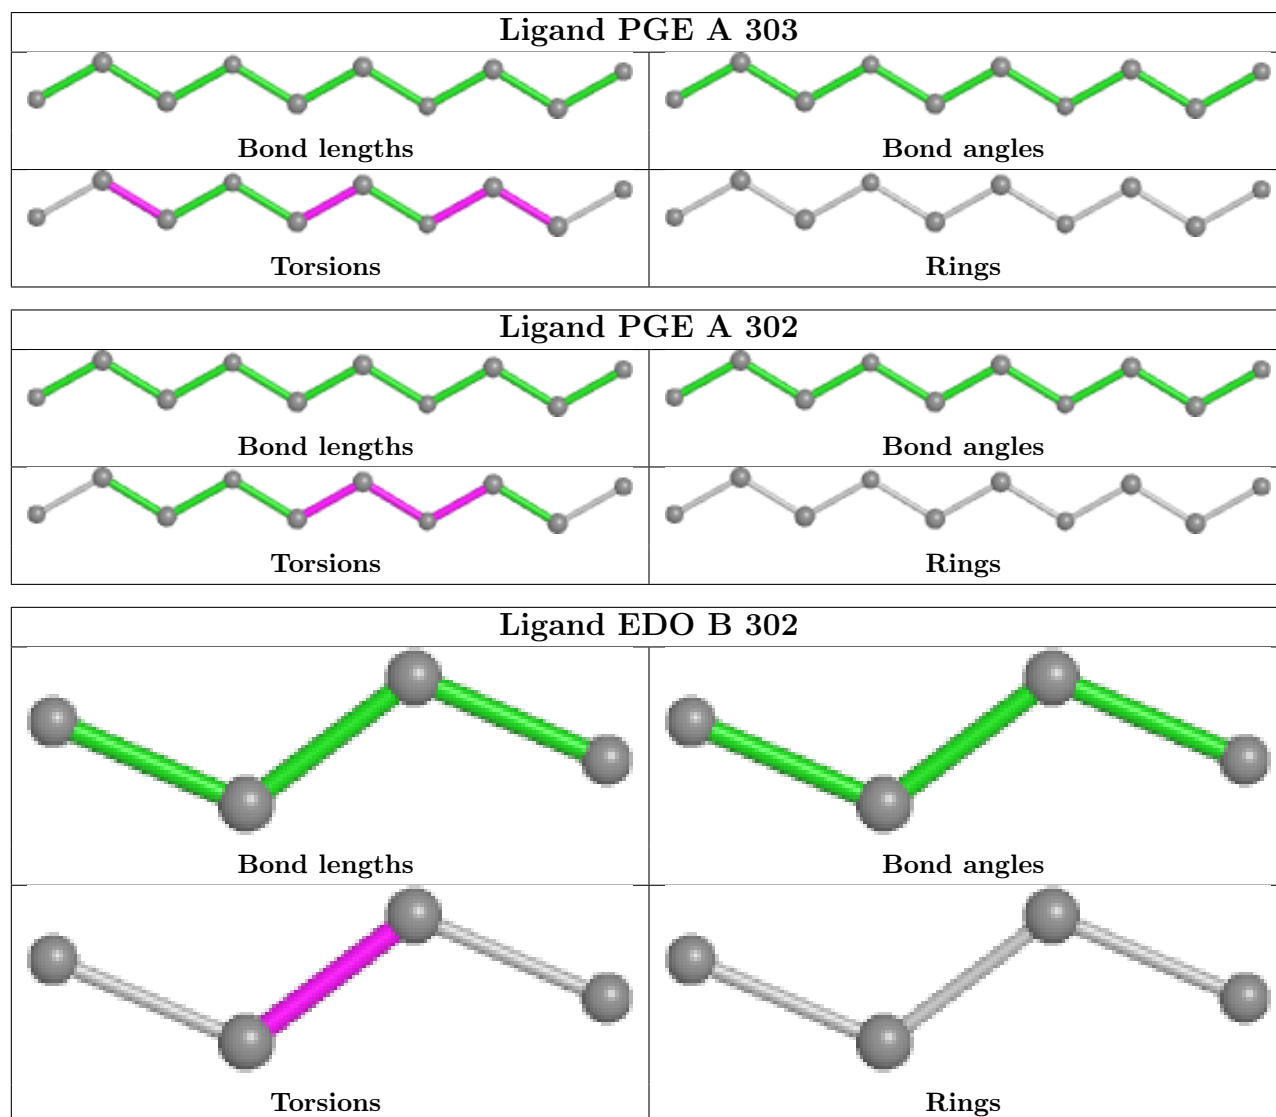 Ligand PGE A 303
Bond lengths Bond angles
Torsions Rings
Ligand PGE A 302
Bond lengths Bond angles
Torsions Rings
Ligand EDO B 302
Bond lengths Bond angles
Torsions Rings